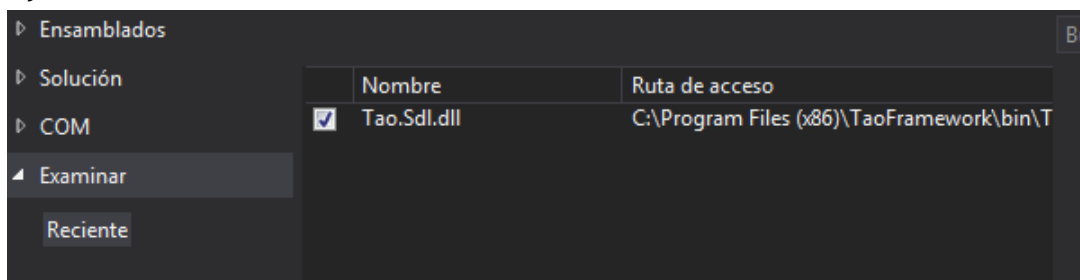 Ensamblados
Solución
COM
Examinar
Reciente
Nombre Ruta de acceso
Tao.Sdl.dll C:\Program Files (x86)\TaoFramework\bin\T